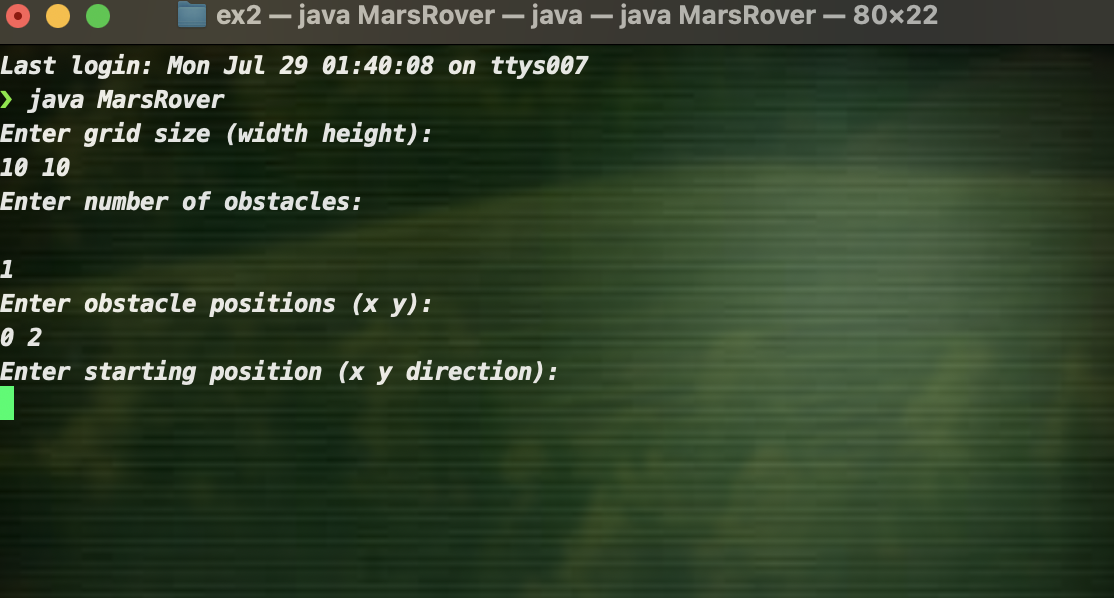 ex2 — java MarsRover — java — java MarsRover — 80×22
Last login: Mon Jul 29 01:40:08 on ttys007
❯ java MarsRover
Enter grid size (width height):
10 10
Enter number of obstacles:
1
Enter obstacle positions (x y):
0 2
Enter starting position (x y direction):